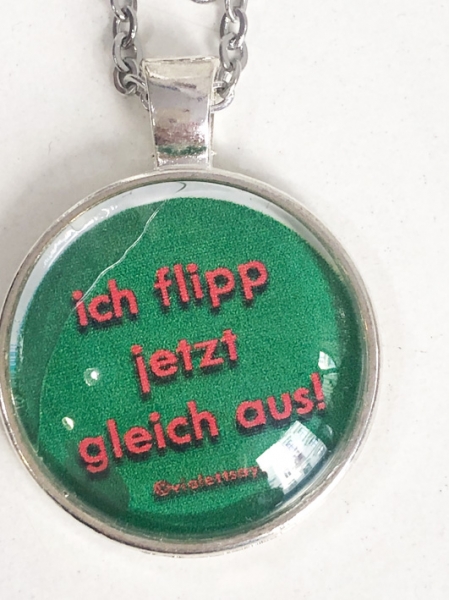 ich flipp
jetzt
gleich aus!